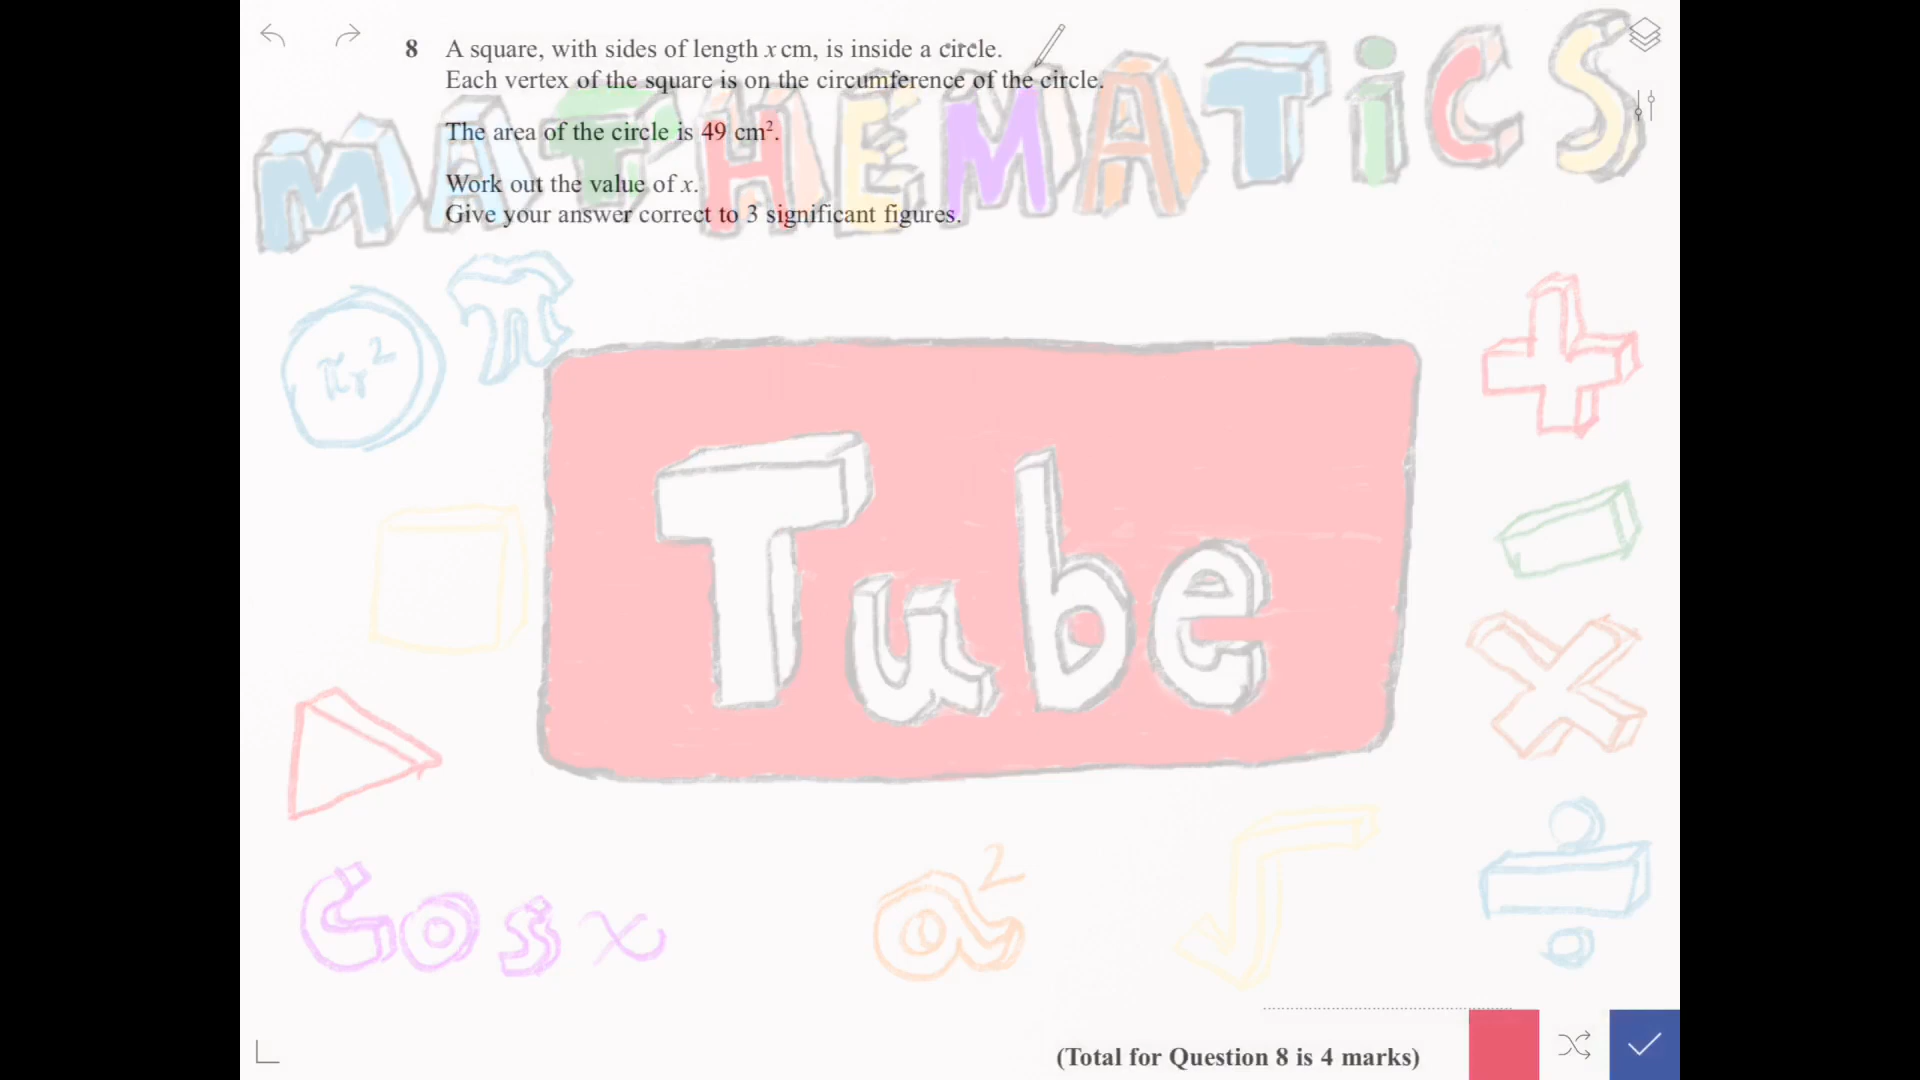 8 A square, with sides of length x cm, is inside a circle.
Each vertex of the square is on the circumference of the circle.
The area of the circle is 49 cm².
Work out the value of x.
Give your answer correct to 3 significant figures.
MATHEMATiCS
π
πr²
Tube
Cos x
a²
(Total for Question 8 is 4 marks)